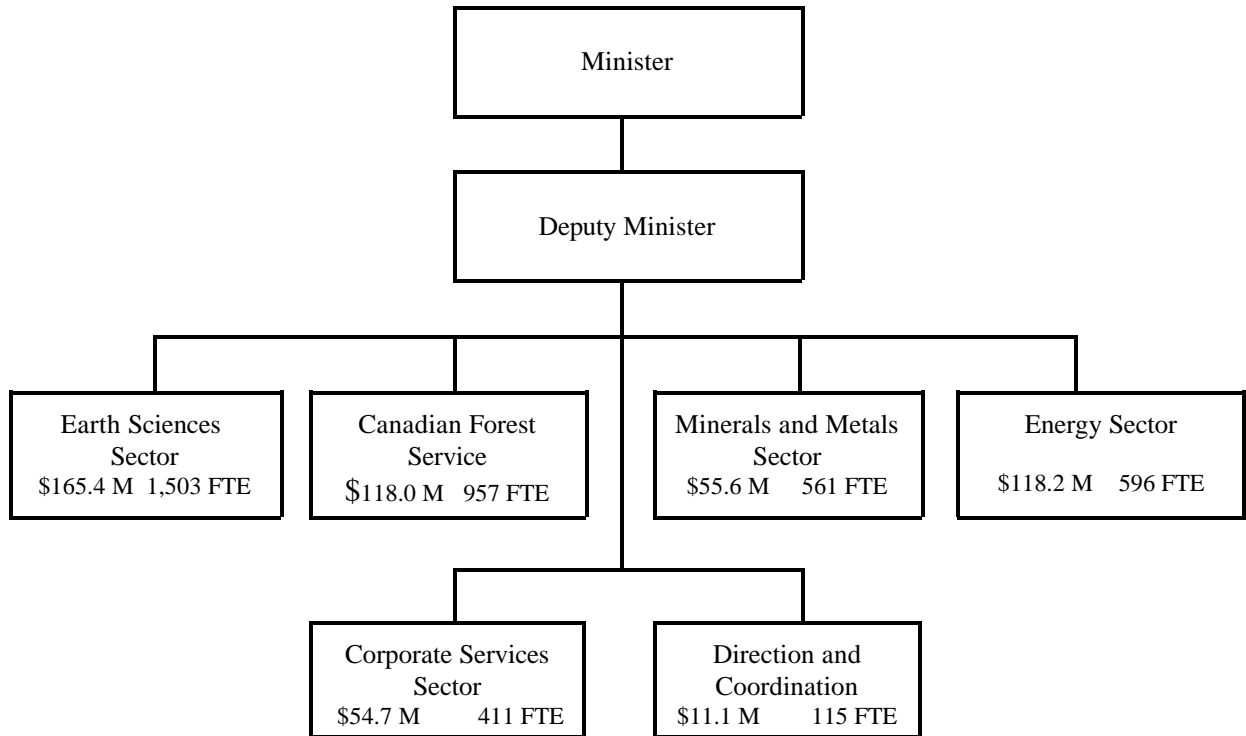 Minister
Deputy Minister
Earth Sciences
Sector
$165.4 M 1,503 FTE
Canadian Forest
Service
$118.0 M 957 FTE
Minerals and Metals
Sector
$55.6 M 561 FTE
Energy Sector
$118.2 M 596 FTE
Corporate Services
Sector
$54.7 M 411 FTE
Direction and
Coordination
$11.1 M 115 FTE